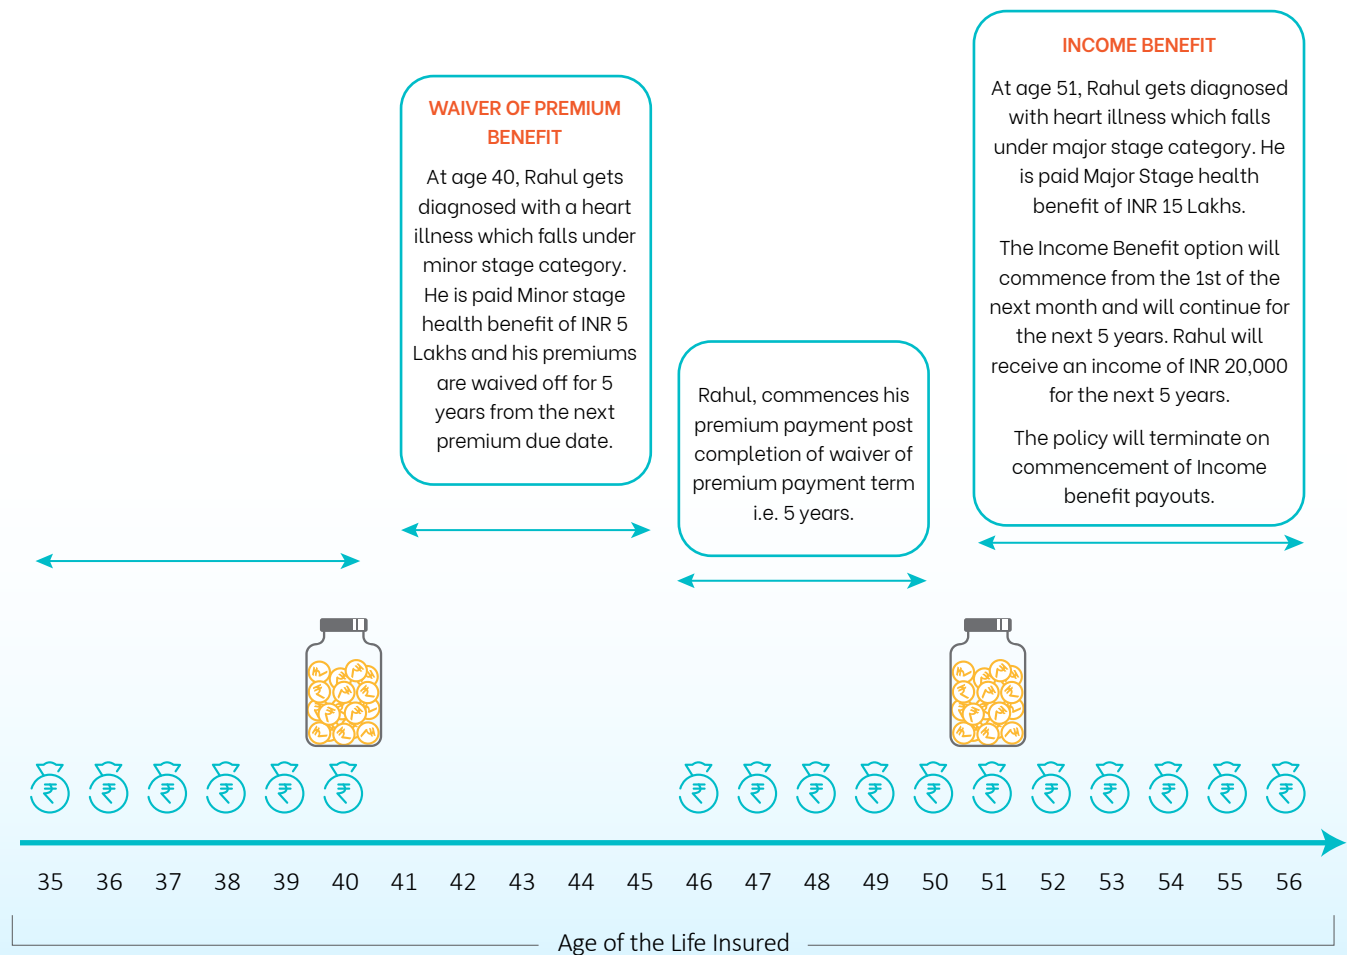 WAIVER OF PREMIUM
BENEFIT
At age 40, Rahul gets
diagnosed with a heart
illness which falls under
minor stage category.
He is paid Minor stage
health benefit of INR 5
Lakhs and his premiums
are waived off for 5
years from the next
premium due date.
Rahul, commences his
premium payment post
completion of waiver of
premium payment term
i.e. 5 years.
INCOME BENEFIT
At age 51, Rahul gets diagnosed
with heart illness which falls
under major stage category. He
is paid Major Stage health
benefit of INR 15 Lakhs.
The Income Benefit option will
commence from the 1st of the
next month and will continue for
the next 5 years. Rahul will
receive an income of INR 20,000
for the next 5 years.
The policy will terminate on
commencement of Income
benefit payouts.
₹ ₹ ₹ ₹ ₹ ₹ ₹ ₹ ₹ ₹ ₹ ₹ ₹ ₹ ₹ ₹ ₹
35 36 37 38 39 40 41 42 43 44 45 46 47 48 49 50 51 52 53 54 55 56
Age of the Life Insured